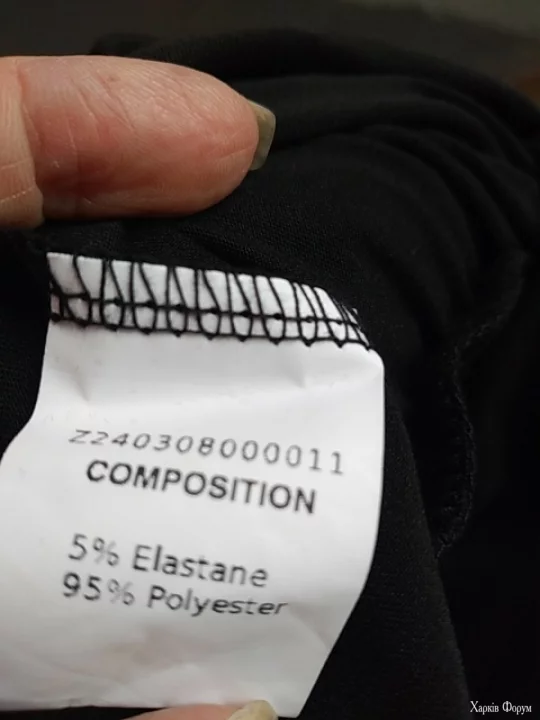 Z240308000011
COMPOSITION
5% Elastane
95% Polyester
Харків Форум